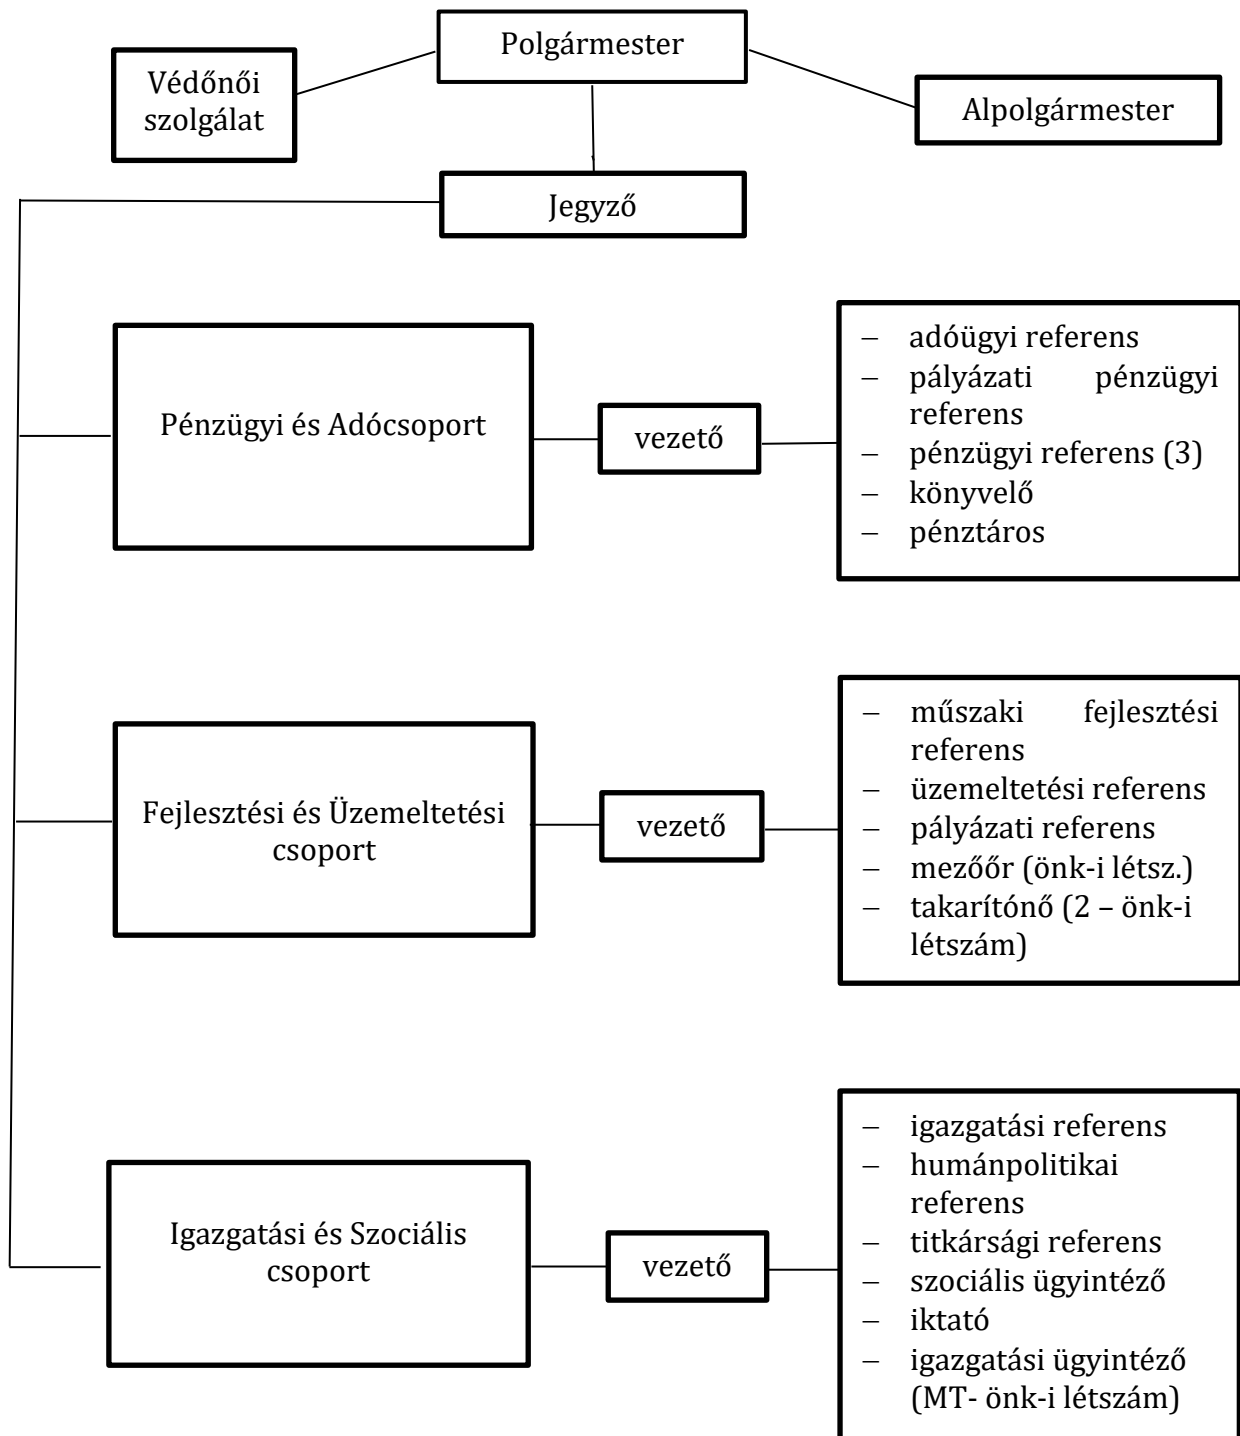 Polgármester
Védőnői
szolgálat
Alpolgármester
Jegyző
Pénzügyi és Adócsoport
vezető
– adóügyi referens
– pályázati pénzügyi
referens
– pénzügyi referens (3)
– könyvelő
– pénztáros
Fejlesztési és Üzemeltetési
csoport
vezető
– műszaki fejlesztési
referens
– üzemeltetési referens
– pályázati referens
– mezőőr (önk-i létsz.)
– takarítónő (2 – önk-i
létszám)
Igazgatási és Szociális
csoport
vezető
– igazgatási referens
– humánpolitikai
referens
– titkársági referens
– szociális ügyintéző
– iktató
– igazgatási ügyintéző
(MT- önk-i létszám)